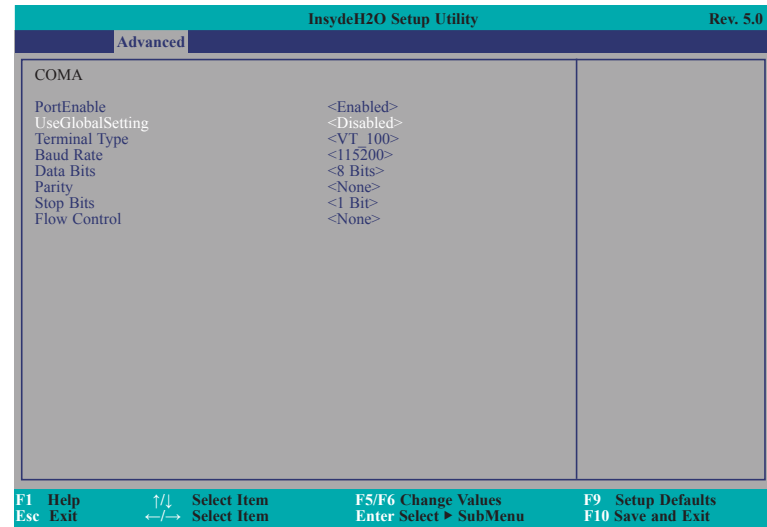 InsydeH2O Setup Utility Rev. 5.0
Advanced
COMA
PortEnable <Enabled>
UseGlobalSetting <Disabled>
Terminal Type <VT_100>
Baud Rate <115200>
Data Bits <8 Bits>
Parity <None>
Stop Bits <1 Bit>
Flow Control <None>
F1 Help ↑/↓ Select Item F5/F6 Change Values F9 Setup Defaults
Esc Exit ←/→ Select Item Enter Select ► SubMenu F10 Save and Exit